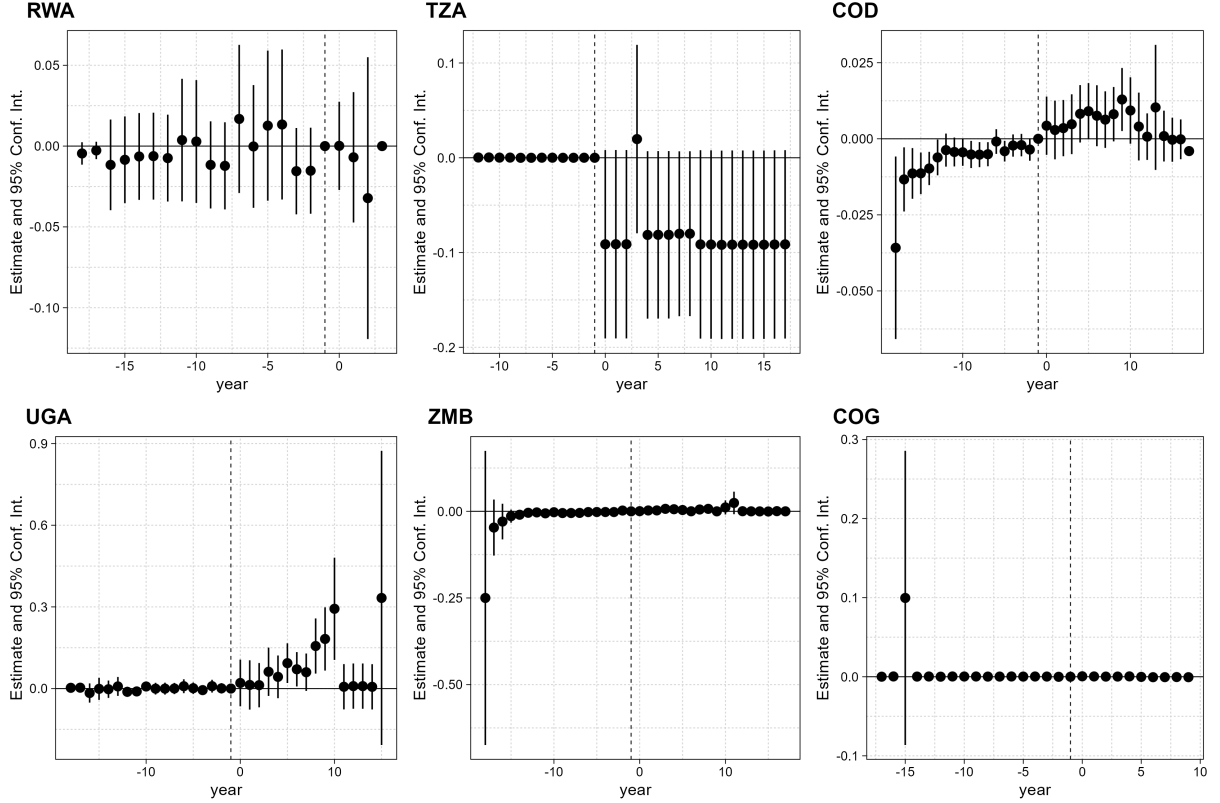 RWA
Estimate and 95% Conf. Int.
0.05
0.00
-0.05
-0.10
-15
-10
-5
0
year
TZA
Estimate and 95% Conf. Int.
0.1
0.0
-0.1
-0.2
-10
-5
0
5
10
15
year
COD
Estimate and 95% Conf. Int.
0.025
0.000
-0.025
-0.050
-10
0
10
year
UGA
Estimate and 95% Conf. Int.
0.9
0.6
0.3
0.0
-10
0
10
year
ZMB
Estimate and 95% Conf. Int.
0.00
-0.25
-0.50
-10
0
10
year
COG
Estimate and 95% Conf. Int.
0.3
0.2
0.1
0.0
-0.1
-15
-10
-5
0
5
10
year